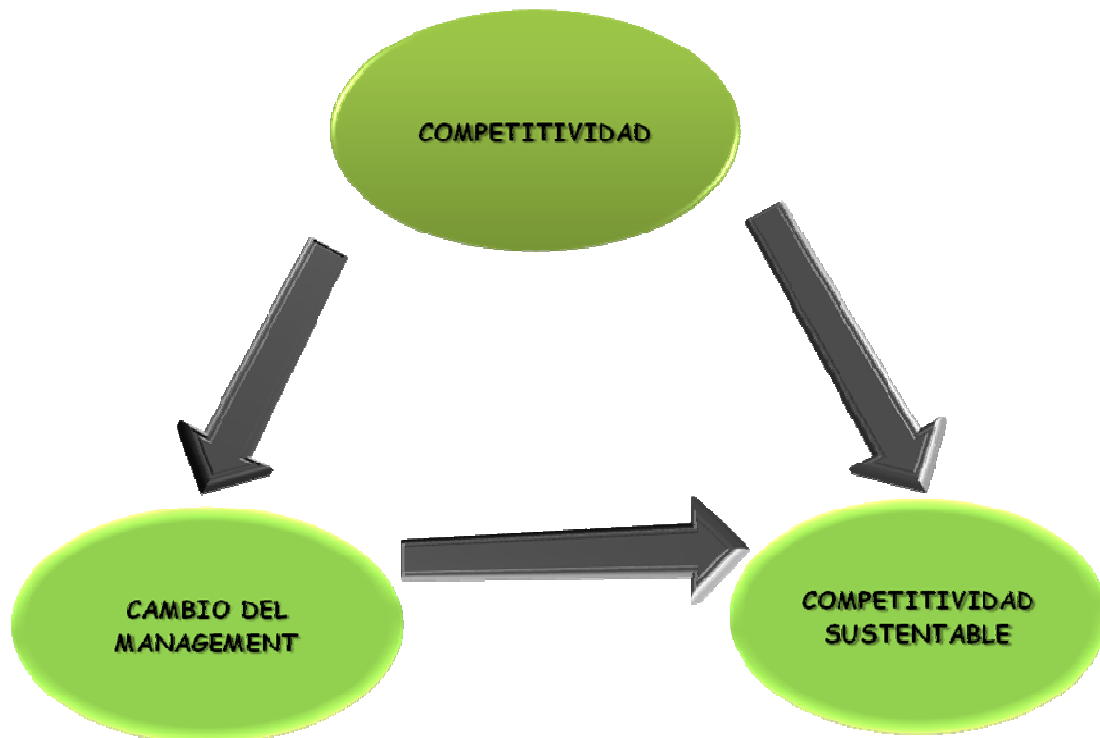 COMPETITIVIDAD
CAMBIO DEL
MANAGEMENT
COMPETITIVIDAD
SUSTENTABLE